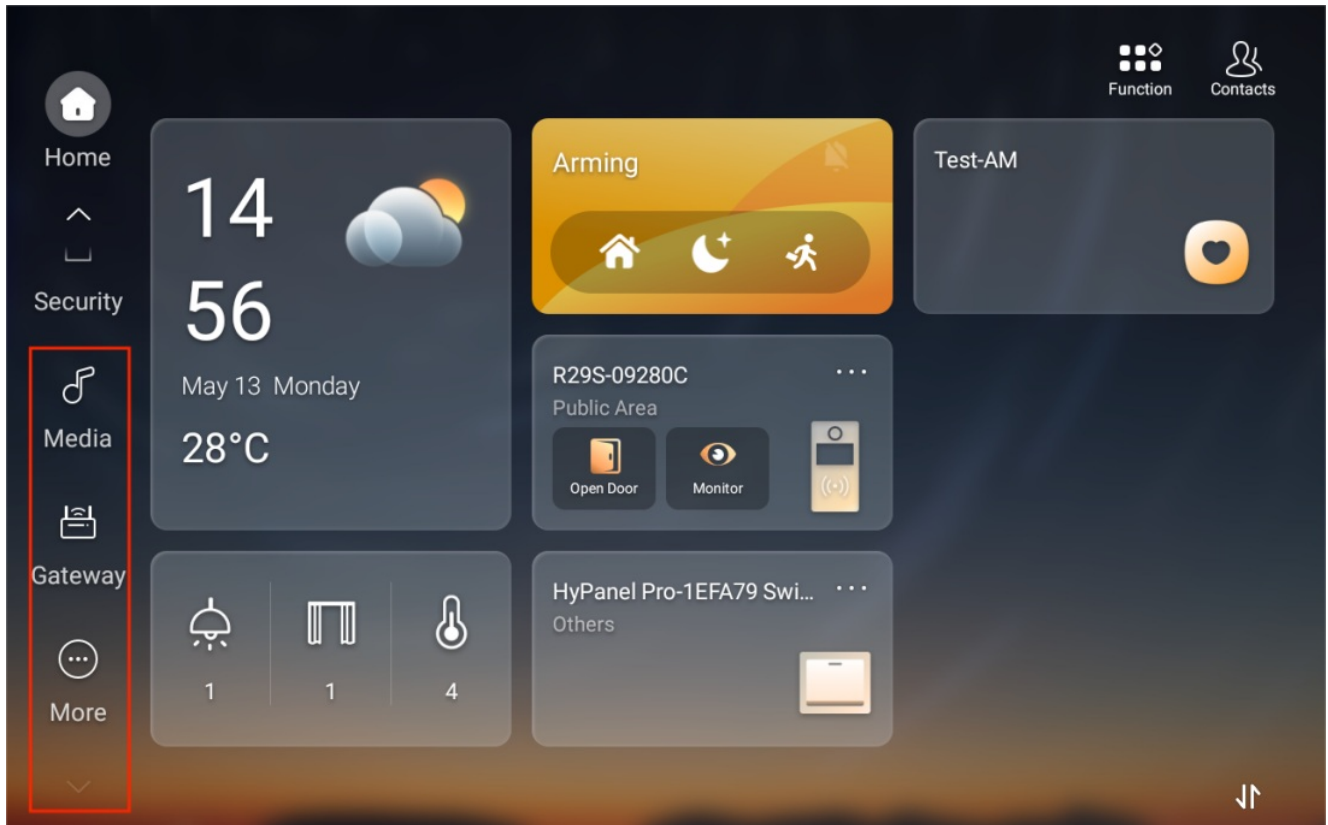 Function
Contacts
Home
Security
Media
Gateway
More
14
56
May 13 Monday
28°C
1
1
4
Arming
R29S-09280C
Public Area
Open Door
Monitor
HyPanel Pro-1EFA79 Swi...
Others
Test-AM